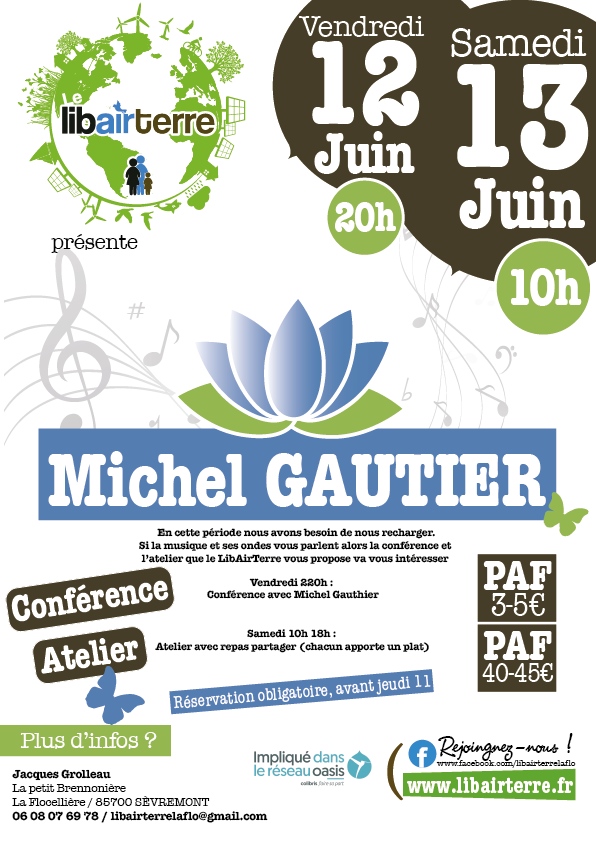 Le
libairterre
présente
Vendredi
12
Juin
20h
Samedi
13
Juin
10h
Michel GAUTIER
En cette période nous avons besoin de nous recharger.
Si la musique et ses ondes vous parlent alors la conférence et
l'atelier que le LibAirTerre vous propose va vous intéresser
Vendredi 220h :
Conférence avec Michel Gauthier
Samedi 10h 18h :
Atelier avec repas partager (chacun apporte un plat)
Conférence
Atelier
PAF
3-5€
PAF
40-45€
Réservation obligatoire, avant jeudi 11
Plus d'infos ?
Jacques Grolleau
La petit Brennonière
La Flocellière / 85700 SÈVREMONT
06 08 07 69 78 / libairterrelaflo@gmail.com
Impliqué dans
le réseau oasis
colibris faire sa part
Rejoingnez-nous !
www.facebook.com/libairterrelaflo
www.libairterre.fr